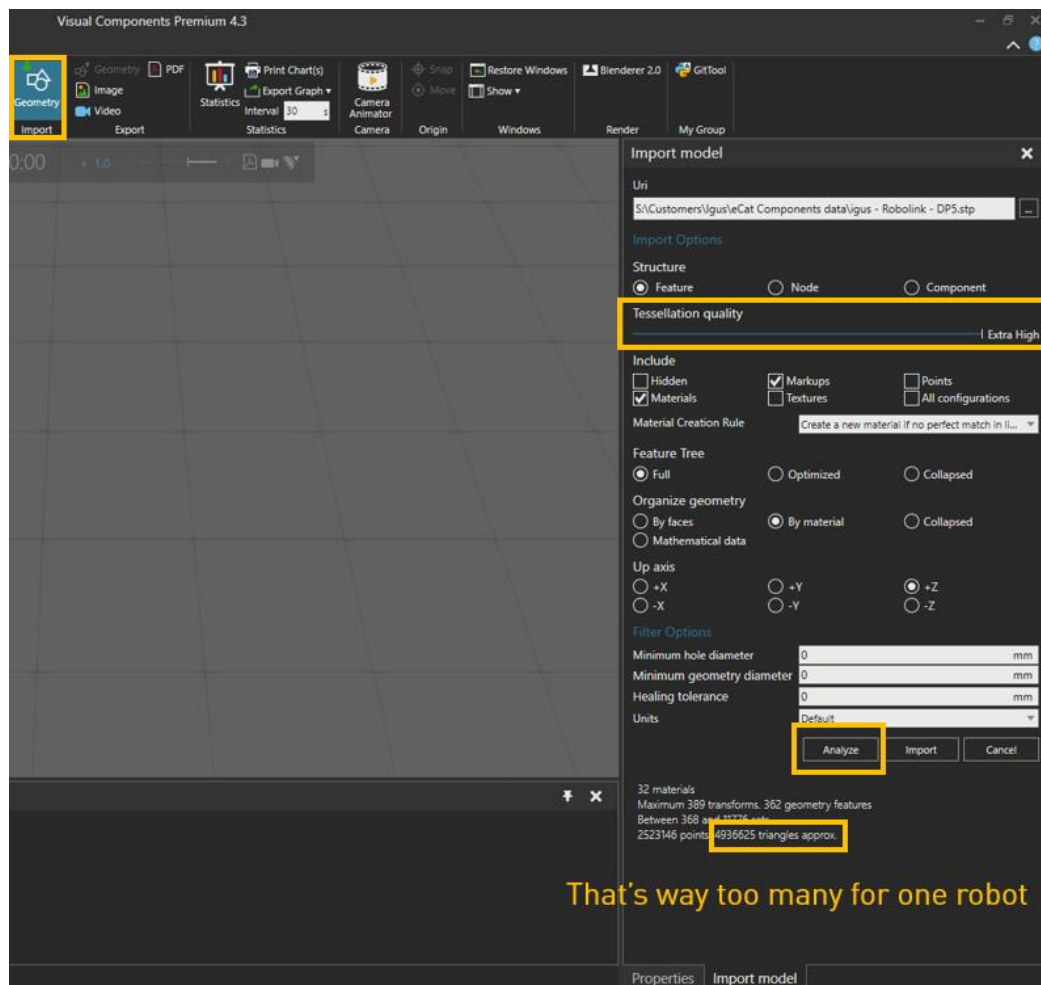 Visual Components Premium 4.3
Geometry
Import
Geometry
PDF
Image
Video
Export
Statistics
Print Chart(s)
Export Graph
Interval 30 s
Statistics
Camera Animator
Camera
Snap
Move
Origin
Restore Windows
Show
Windows
Blenderer 2.0
Render
GitTool
My Group
0:00 x 1.0
Import model
Uri
S:\Customers\Igus\eCat Components data\igus - Robolink - DP5.stp ...
Import Options
Structure
Feature Node Component
Tessellation quality
Extra High
Include
Hidden Markups Points
Materials Textures All configurations
Material Creation Rule Create a new material if no perfect match in li...
Feature Tree
Full Optimized Collapsed
Organize geometry
By faces By material Collapsed
Mathematical data
Up axis
+X +Y +Z
-X -Y -Z
Filter Options
Minimum hole diameter 0 mm
Minimum geometry diameter 0 mm
Healing tolerance 0 mm
Units Default
Analyze Import Cancel
32 materials
Maximum 389 transforms. 362 geometry features
Between 368 and 11776 sets
2523146 points 4936625 triangles approx.
That's way too many for one robot
Properties Import model